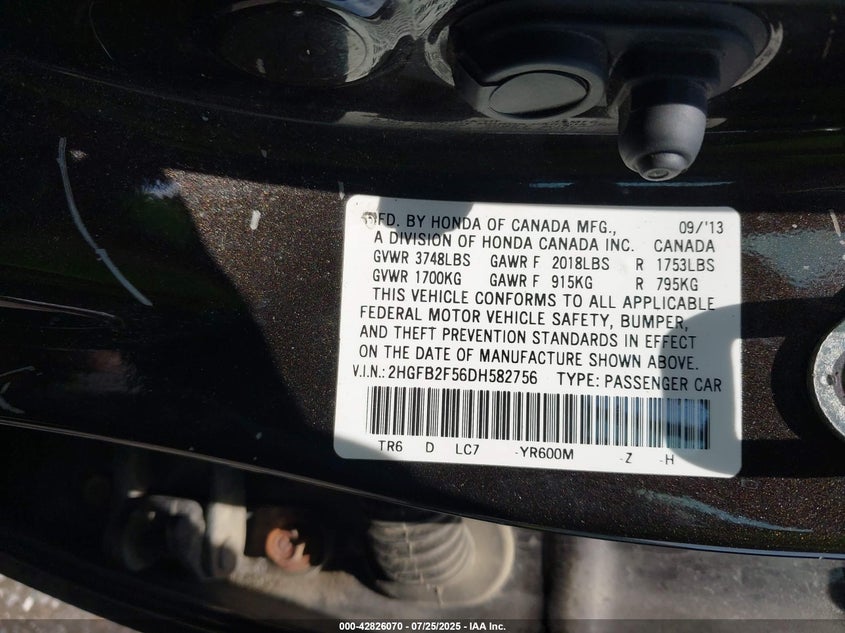 MFD. BY HONDA OF CANADA MFG., 09/'13
A DIVISION OF HONDA CANADA INC. CANADA
GVWR 3748LBS GAWR F 2018LBS R 1753LBS
GVWR 1700KG GAWR F 915KG R 795KG
THIS VEHICLE CONFORMS TO ALL APPLICABLE
FEDERAL MOTOR VEHICLE SAFETY, BUMPER,
AND THEFT PREVENTION STANDARDS IN EFFECT
ON THE DATE OF MANUFACTURE SHOWN ABOVE.
V.I.N.: 2HGFB2F56DH582756 TYPE: PASSENGER CAR
TR6 D LC7 -YR600M -Z -H
000-42826070 - 07/25/2025 - IAA Inc.